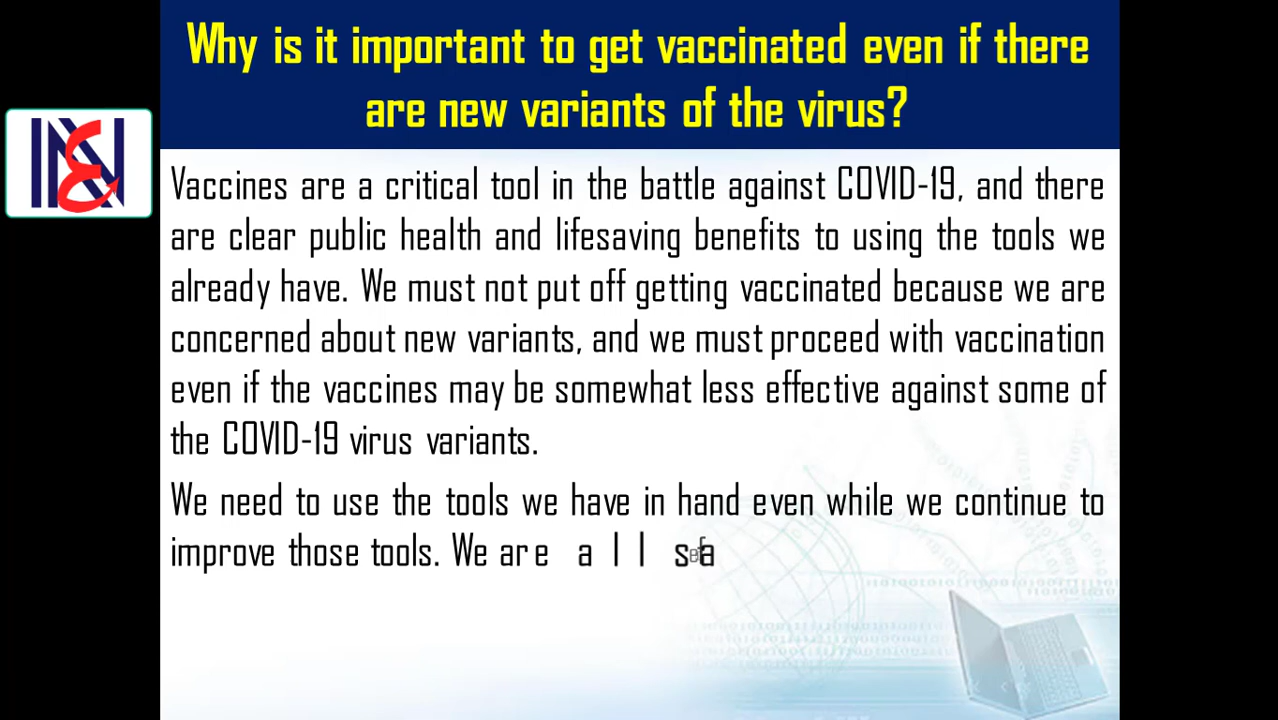 Why is it important to get vaccinated even if there
are new variants of the virus?
Vaccines are a critical tool in the battle against COVID-19, and there
are clear public health and lifesaving benefits to using the tools we
already have. We must not put off getting vaccinated because we are
concerned about new variants, and we must proceed with vaccination
even if the vaccines may be somewhat less effective against some of
the COVID-19 virus variants.
We need to use the tools we have in hand even while we continue to
improve those tools. We are all